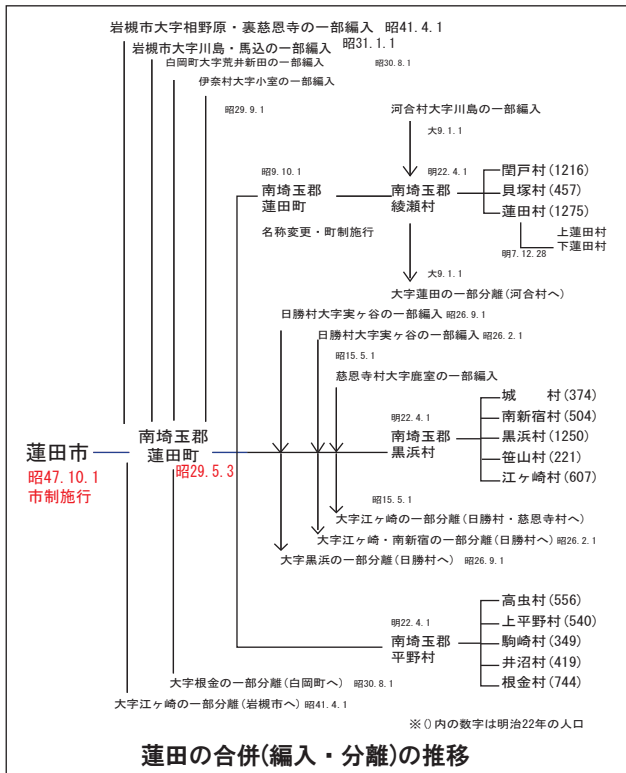 岩槻市大字相野原・裏慈恩寺の一部編入 昭41.4.1
岩槻市大字川島・馬込の一部編入 昭31.1.1
白岡町大字荒井新田の一部編入 昭30.8.1
伊奈村大字小室の一部編入
昭29.9.1
河合村大字川島の一部編入
大9.1.1
昭9.10.1
南埼玉郡
蓮田町
名称変更・町制施行
明22.4.1
南埼玉郡
綾瀬村
閏戸村(1216)
貝塚村(457)
蓮田村(1275)
上蓮田村
下蓮田村
明7.12.28
大9.1.1
大字蓮田の一部分離(河合村へ)
日勝村大字実ヶ谷の一部編入 昭26.9.1
日勝村大字実ヶ谷の一部編入 昭26.2.1
昭15.5.1
慈恩寺村大字鹿室の一部編入
蓮田市
昭47.10.1
市制施行
南埼玉郡
蓮田町
昭29.5.3
明22.4.1
南埼玉郡
黒浜村
城　　村(374)
南新宿村(504)
黒浜村(1250)
笹山村(221)
江ヶ崎村(607)
昭15.5.1
大字江ヶ崎の一部分離(日勝村・慈恩寺村へ)
大字江ヶ崎・南新宿の一部分離(日勝村へ) 昭26.2.1
大字黒浜の一部分離(日勝村へ) 昭26.9.1
明22.4.1
南埼玉郡
平野村
高虫村(556)
上平野村(540)
駒崎村(349)
井沼村(419)
根金村(744)
大字根金の一部分離(白岡町へ) 昭30.8.1
大字江ヶ崎の一部分離(岩槻市へ) 昭41.4.1
※()内の数字は明治22年の人口
蓮田の合併(編入・分離)の推移